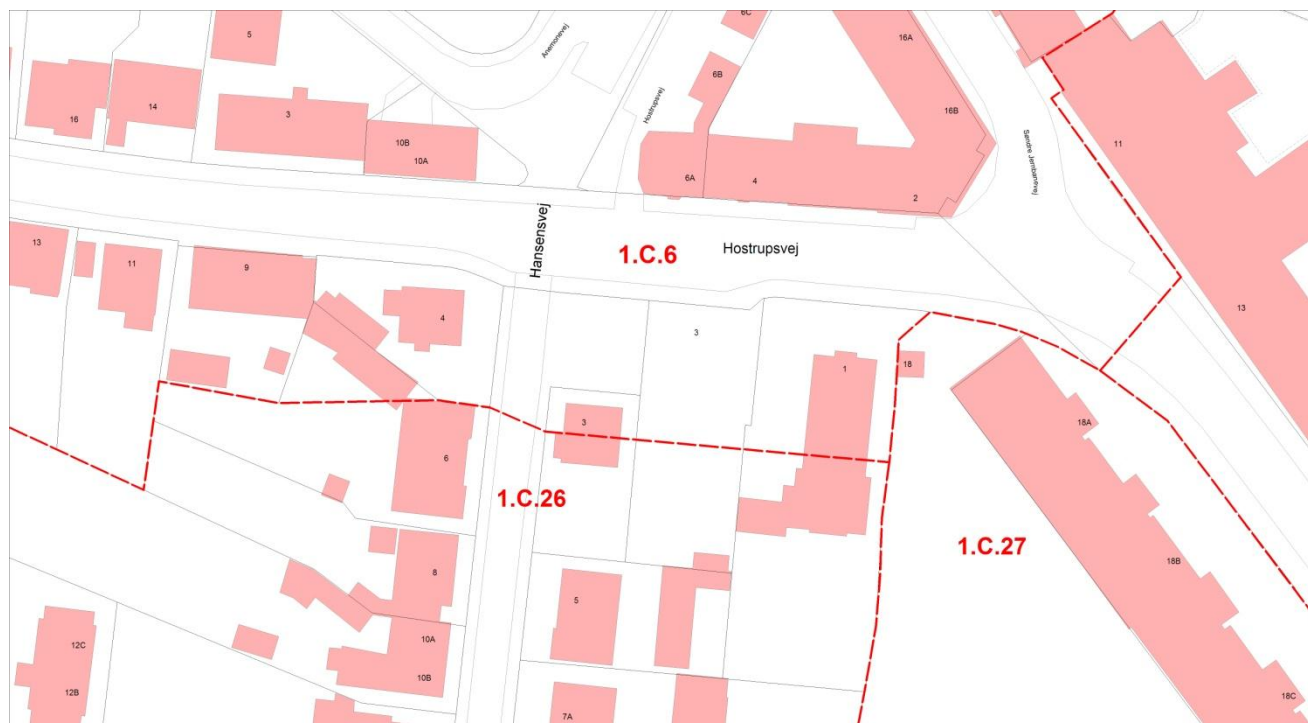 6C
16A
5
Anemonevej
6B
16
14
3
10B
10A
Hostrupsvej
16B
11
Søndre Jernbanevej
6A
4
2
13
11
9
Hansensvej
1.C.6
Hostrupsvej
4
3
13
1
18
3
18A
6
1.C.26
1.C.27
8
18B
5
10A
12C
10B
12B
18C
7A